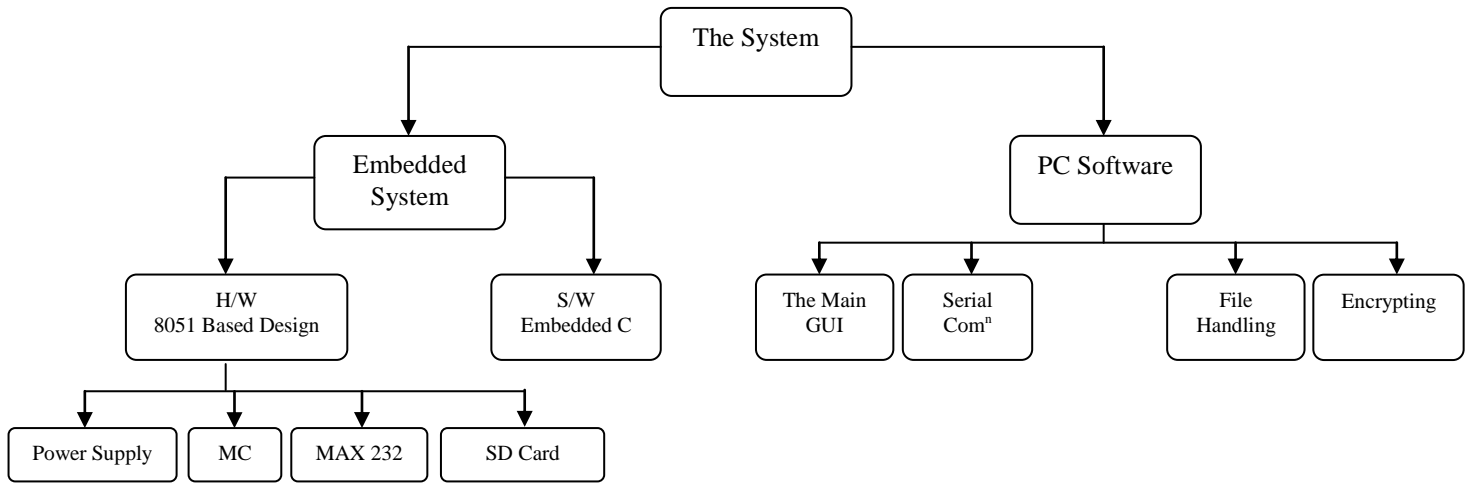 The System
Embedded
System
PC Software
H/W
8051 Based Design
S/W
Embedded C
The Main
GUI
Serial
Comⁿ
File
Handling
Encrypting
Power Supply
MC
MAX 232
SD Card